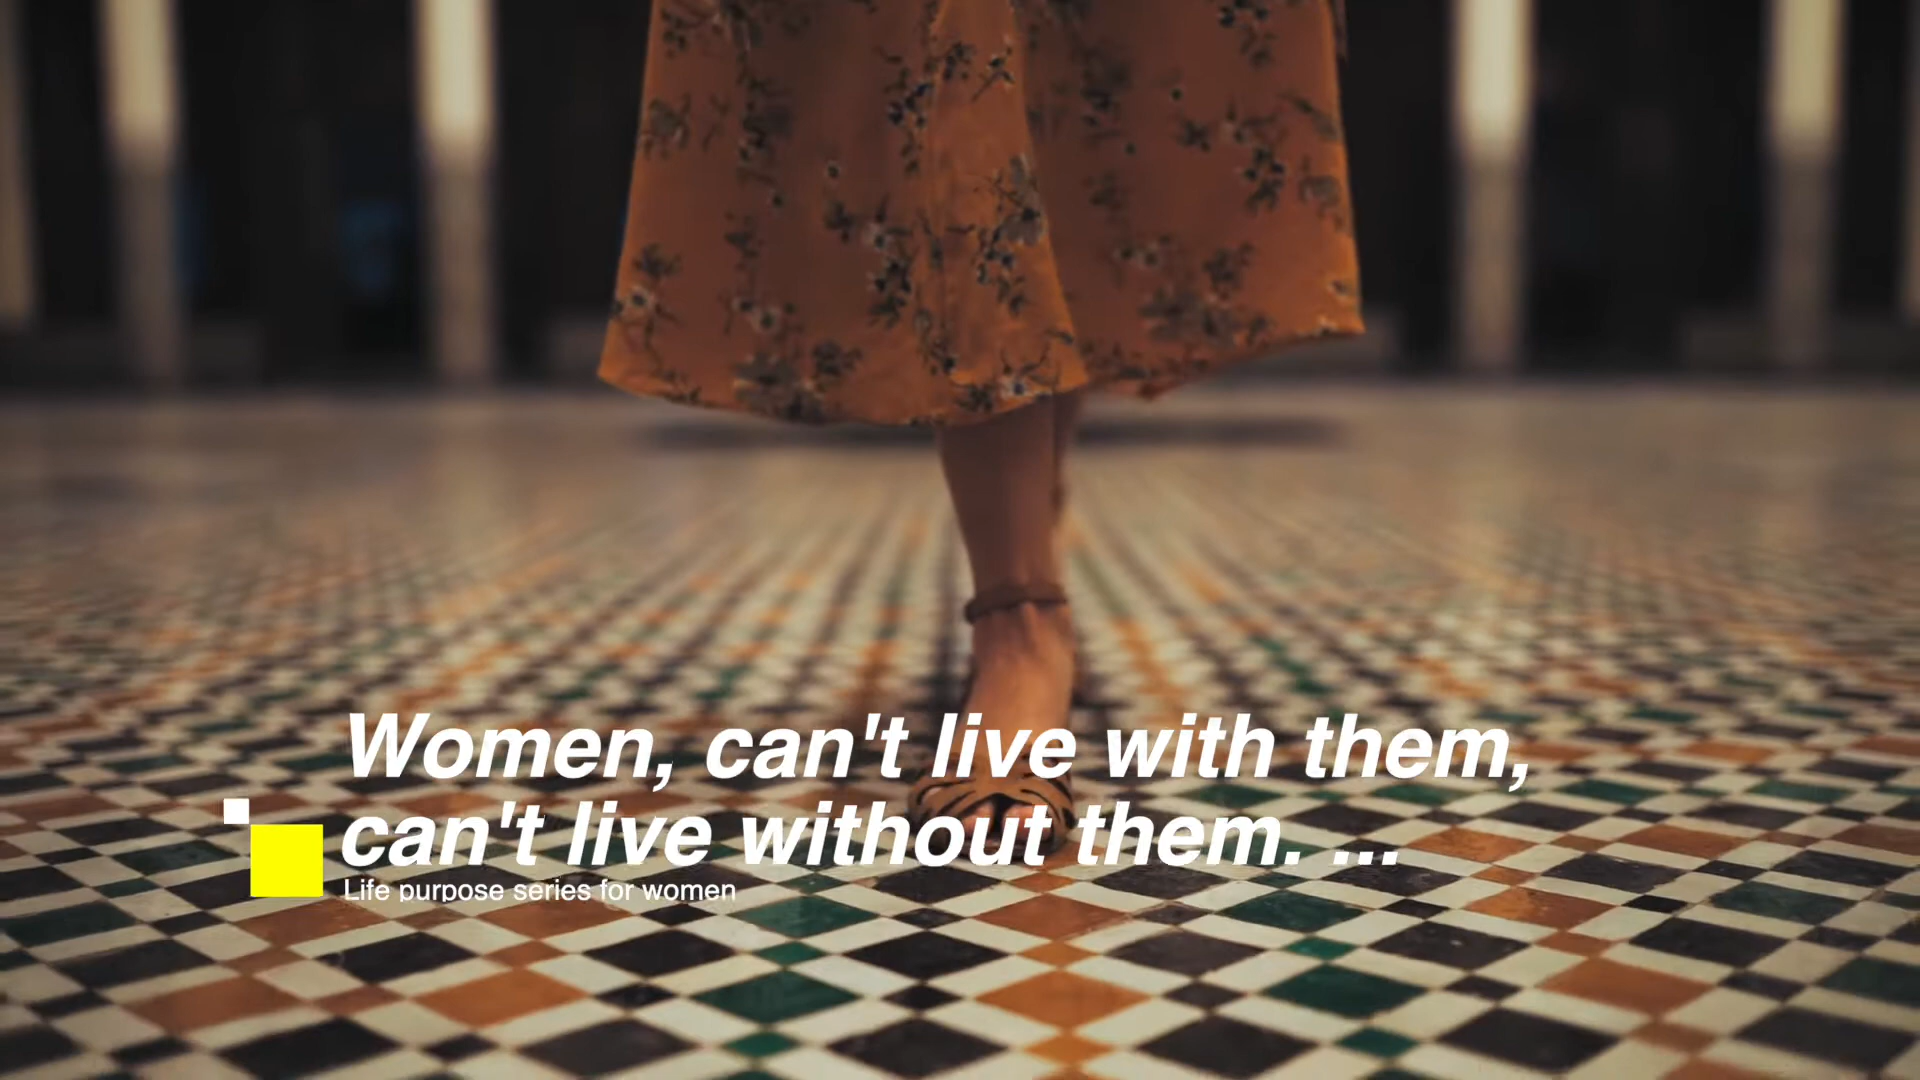 Women, can't live with them,
can't live without them. ...
Life purpose series for women